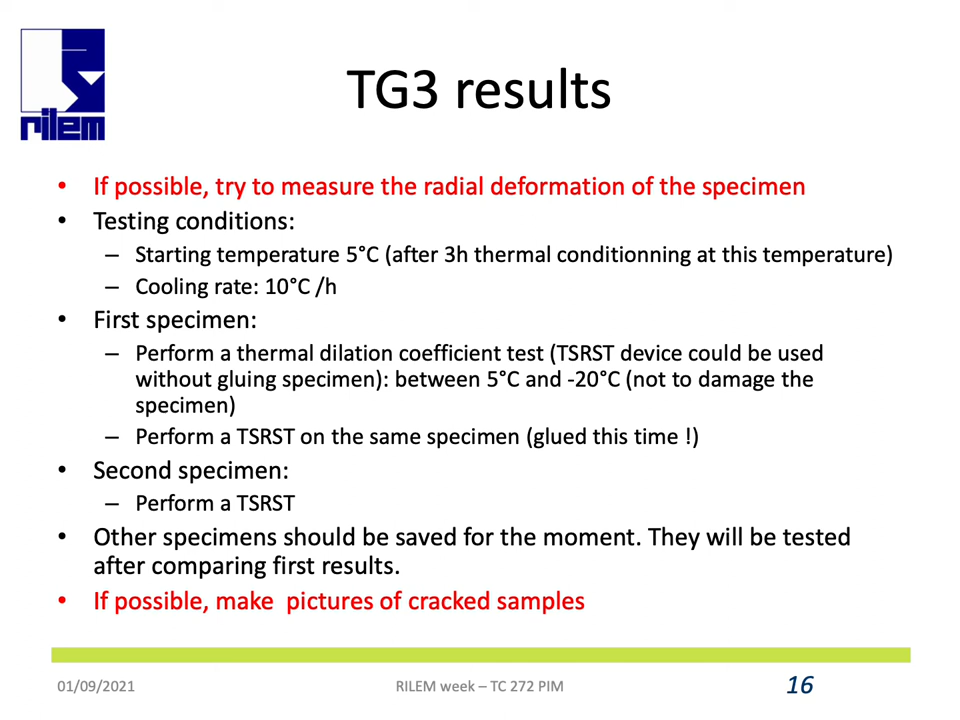 rilem
TG3 results
• If possible, try to measure the radial deformation of the specimen
• Testing conditions:
– Starting temperature 5°C (after 3h thermal conditionning at this temperature)
– Cooling rate: 10°C /h
• First specimen:
– Perform a thermal dilation coefficient test (TSRST device could be used
without gluing specimen): between 5°C and -20°C (not to damage the
specimen)
– Perform a TSRST on the same specimen (glued this time !)
• Second specimen:
– Perform a TSRST
• Other specimens should be saved for the moment. They will be tested
after comparing first results.
• If possible, make  pictures of cracked samples
01/09/2021
RILEM week – TC 272 PIM
16